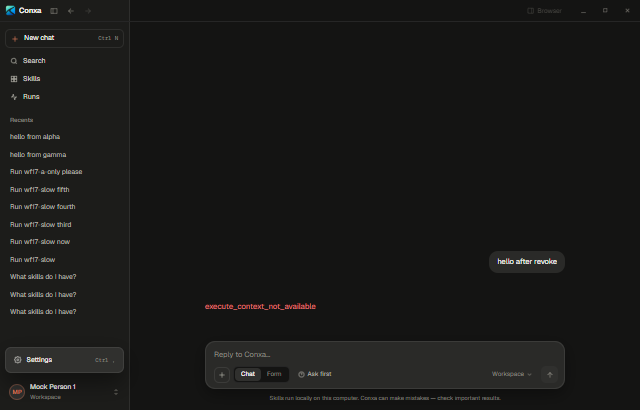 Conxa
Browser
New chat
Ctrl N
Search
Skills
Runs
Recents
hello from alpha
hello from gamma
Run wf17-a-only please
Run wf17-slow fifth
Run wf17-slow fourth
Run wf17-slow third
Run wf17-slow now
Run wf17-slow
What skills do I have?
What skills do I have?
What skills do I have?
Settings
Ctrl ,
MP
Mock Person 1
Workspace
hello after revoke
execute_context_not_available
Reply to Conxa...
Chat
Form
Ask first
Workspace
Skills run locally on this computer. Conxa can make mistakes — check important results.